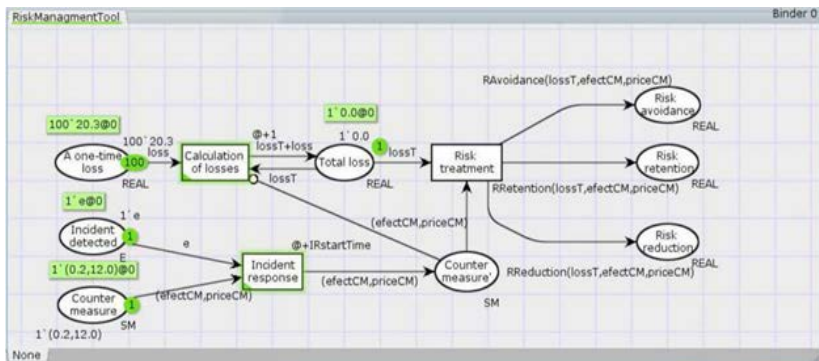 RiskManagmentTool
Binder 0
RAvoidance(lossT,efectCM,priceCM)
Risk
avoidance
REAL
100`20.3@0
1`0.0@0
100`20.3
loss
@+1
lossT+loss
1`0.0
1
lossT
A one-time
loss
100
REAL
Calculation
of losses
Total loss
REAL
lossT
Risk
treatment
Risk
retention
REAL
RRetention(lossT,efectCM,priceCM)
1`e@0
1`e
Incident
detected
1
E
e
(efectCM,priceCM)
@+IRstartTime
Risk
reduction
REAL
RReduction(lossT,efectCM,priceCM)
1`(0.2,12.0)@0
Incident
response
(efectCM,priceCM)
Counter
measure'
SM
Counter
measure
1
(efectCM,priceCM)
SM
1`(0.2,12.0)
None